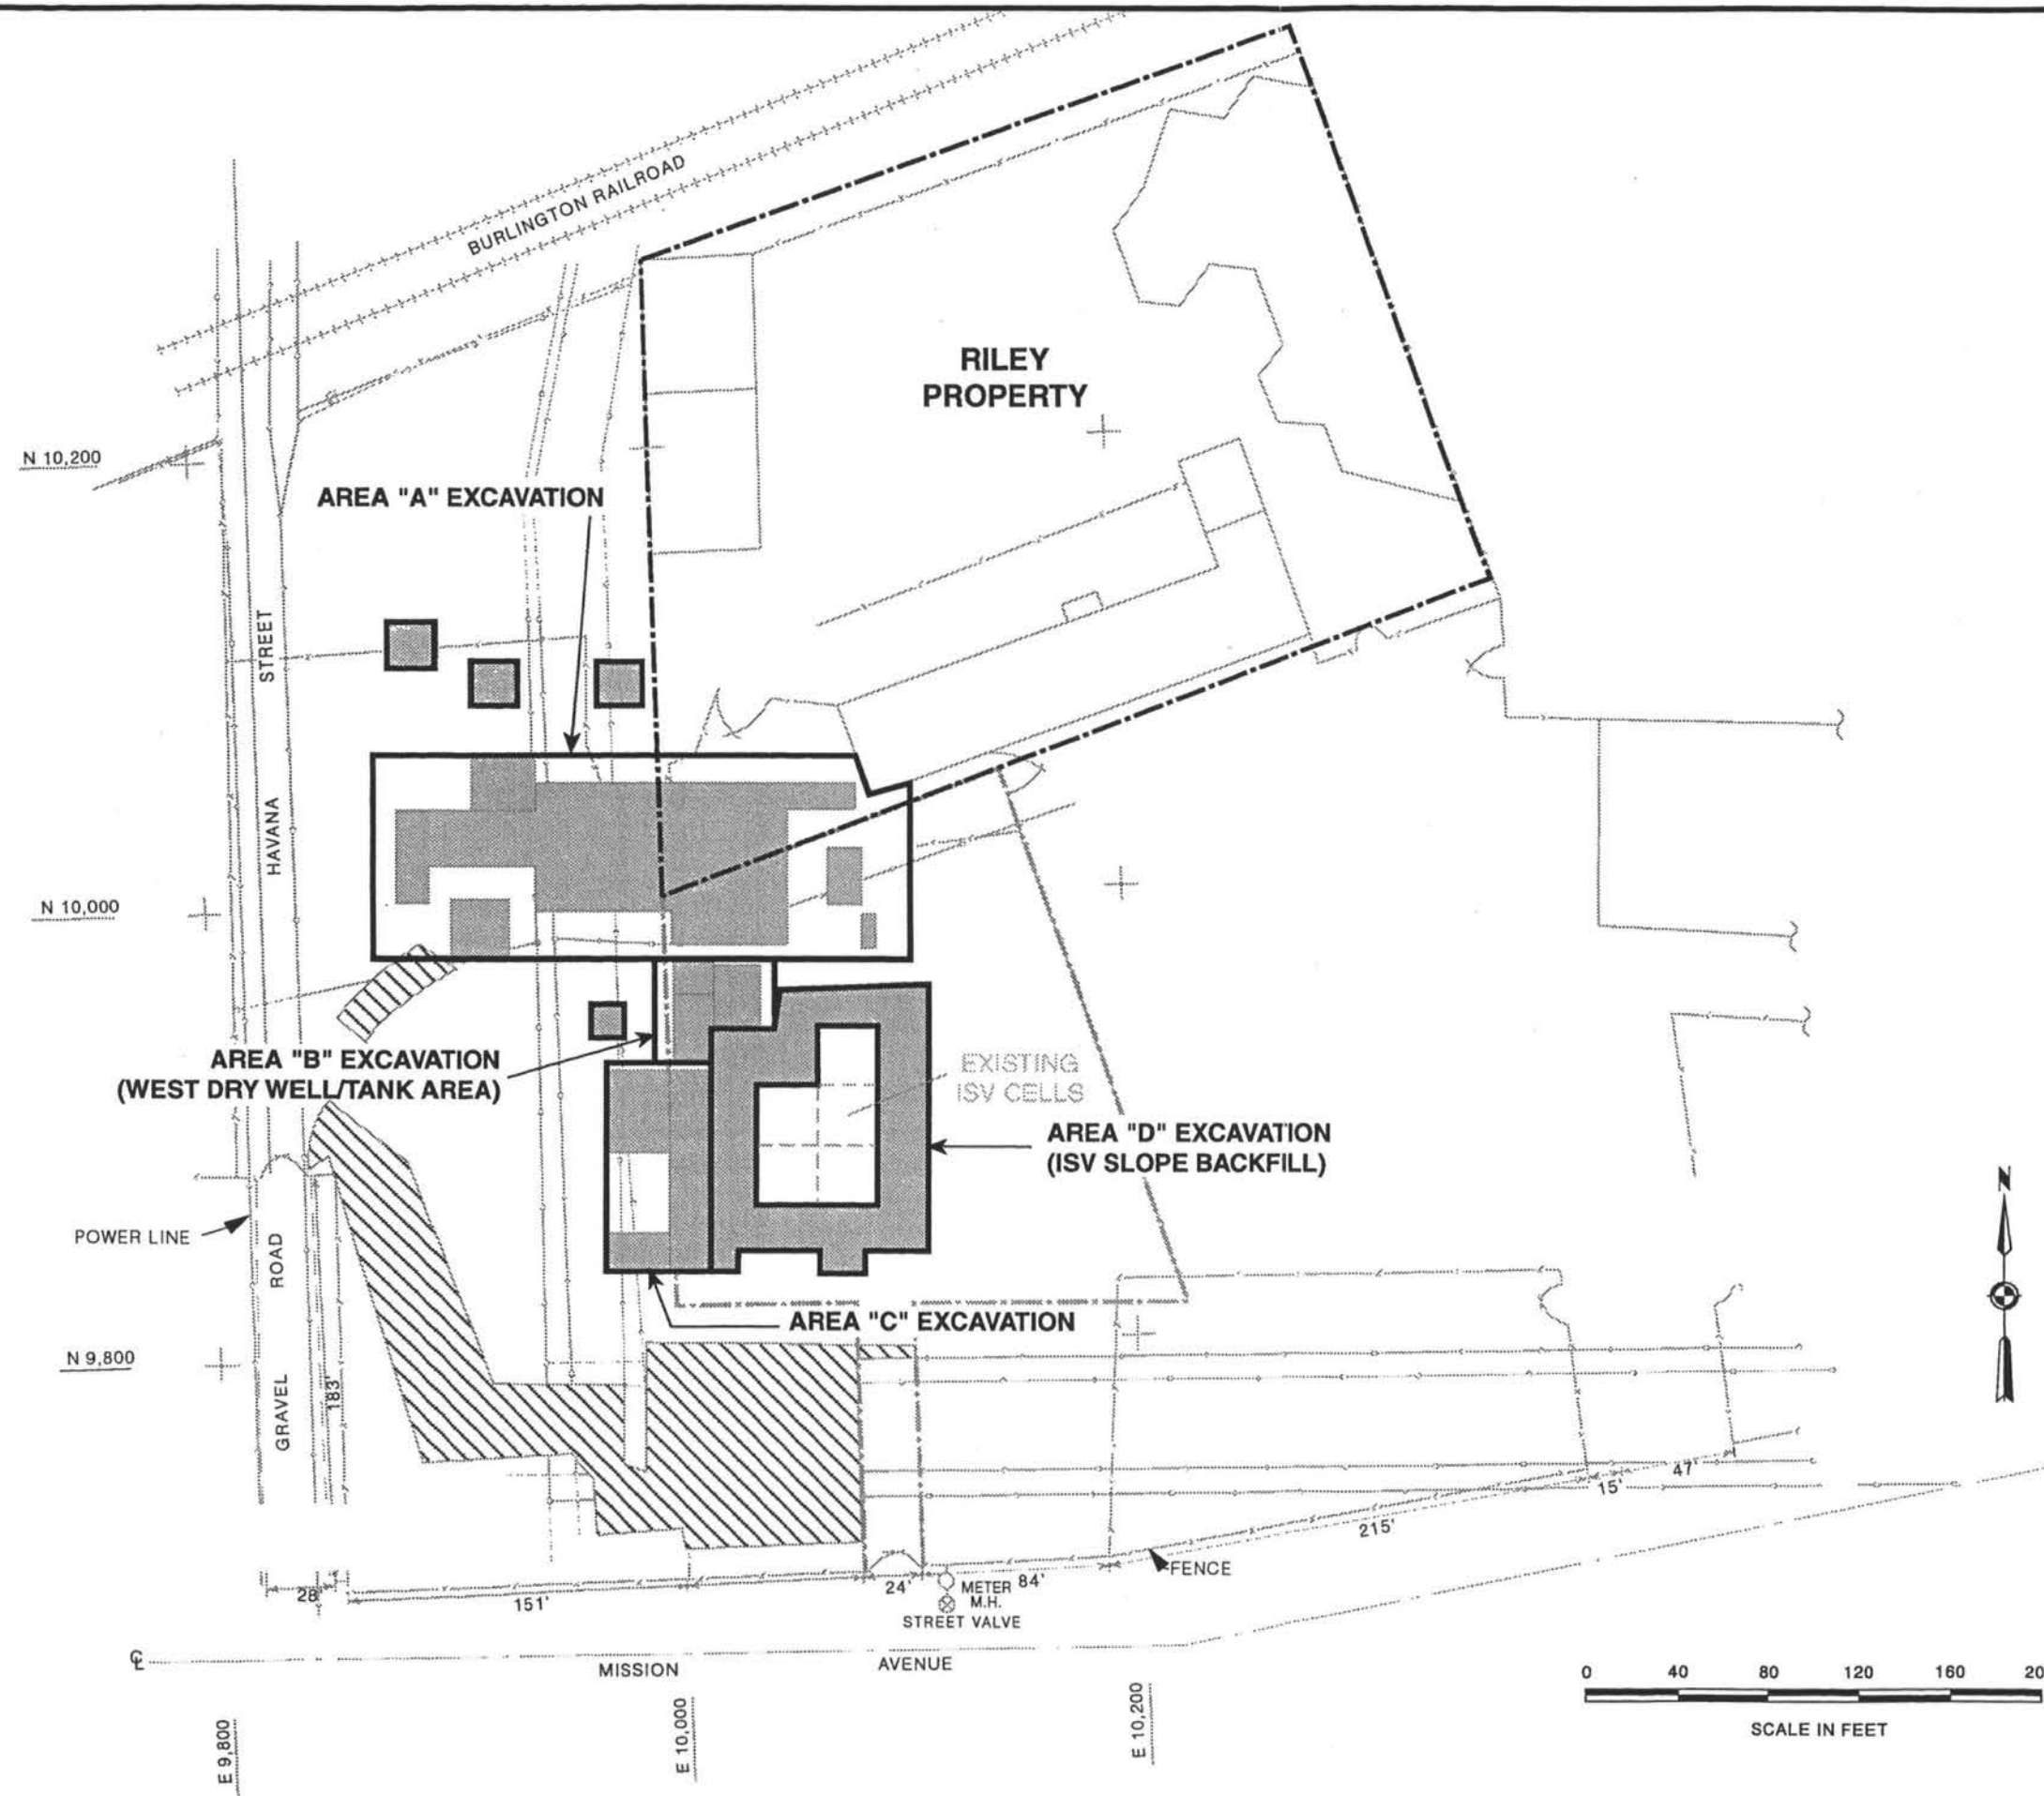 BURLINGTON RAILROAD
RILEY
PROPERTY
N 10,200
AREA "A" EXCAVATION
STREET
HAVANA
N 10,000
AREA "B" EXCAVATION
(WEST DRY WELL/TANK AREA)
EXISTING
ISV CELLS
AREA "D" EXCAVATION
(ISV SLOPE BACKFILL)
N
POWER LINE
ROAD
AREA "C" EXCAVATION
N 9,800
GRAVEL
183'
47'
15'
215'
FENCE
28'
151'
24'
METER
84'
M.H.
STREET VALVE
℄
MISSION AVENUE
0 40 80 120 160 20
SCALE IN FEET
E 9,800
E 10,000
E 10,200